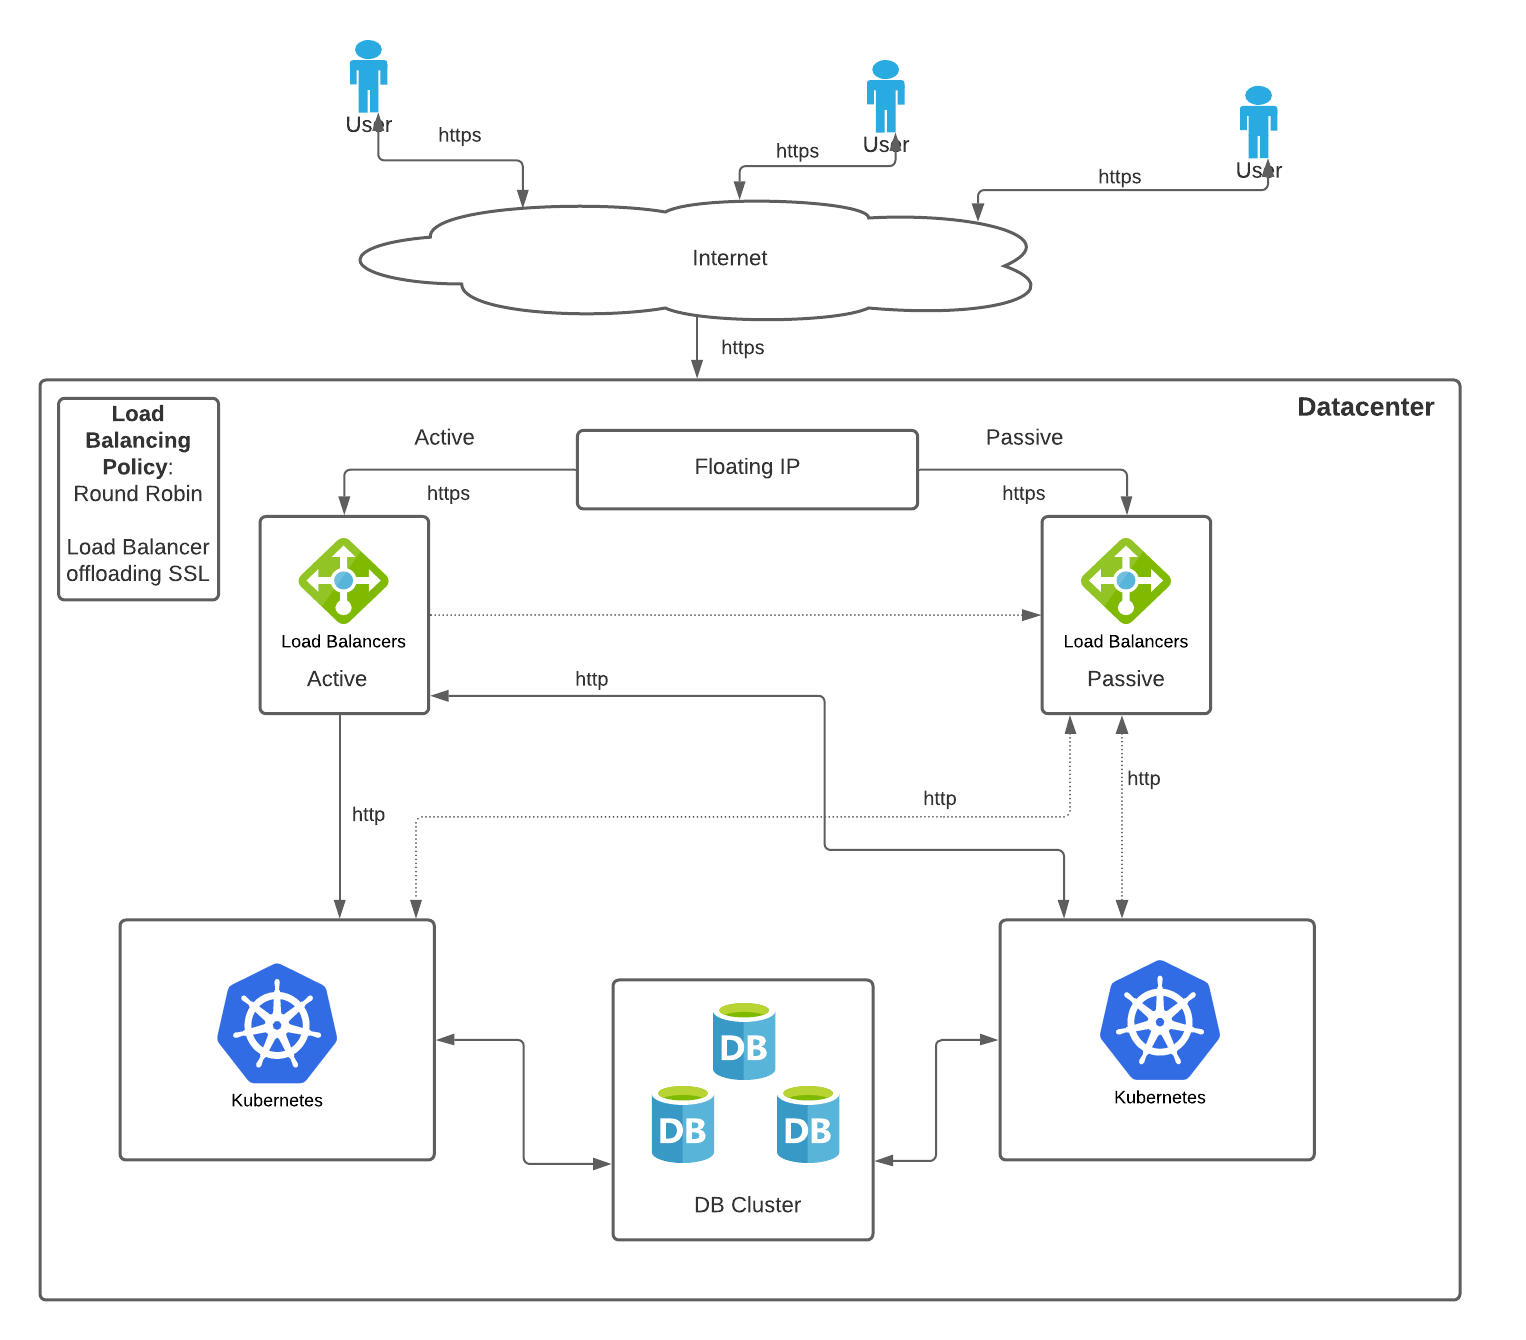 User
https
User
https
User
https
Internet
https
Datacenter
Load
Balancing
Policy:
Round Robin
Load Balancer
offloading SSL
Active
Floating IP
Passive
https
https
Load Balancers
Active
Load Balancers
Passive
http
http
http
http
Kubernetes
DB
DB
DB
DB Cluster
Kubernetes